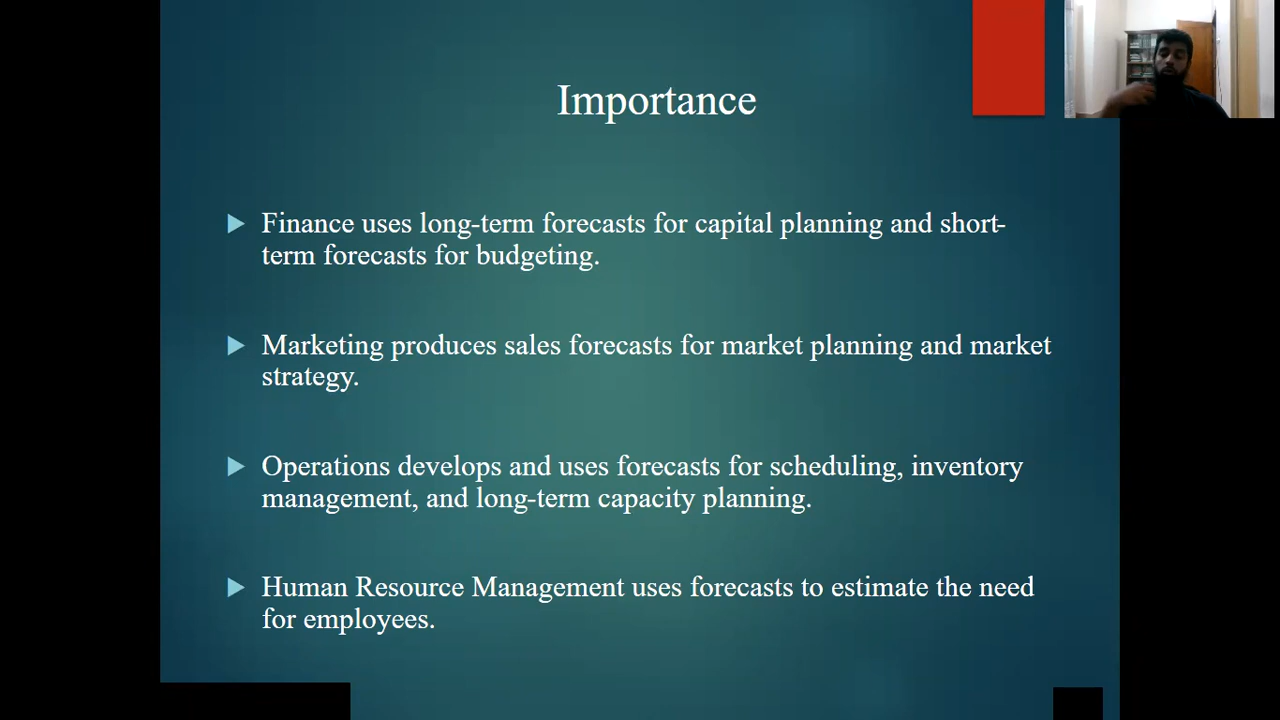 Importance
Finance uses long-term forecasts for capital planning and short-
term forecasts for budgeting.
Marketing produces sales forecasts for market planning and market
strategy.
Operations develops and uses forecasts for scheduling, inventory
management, and long-term capacity planning.
Human Resource Management uses forecasts to estimate the need
for employees.